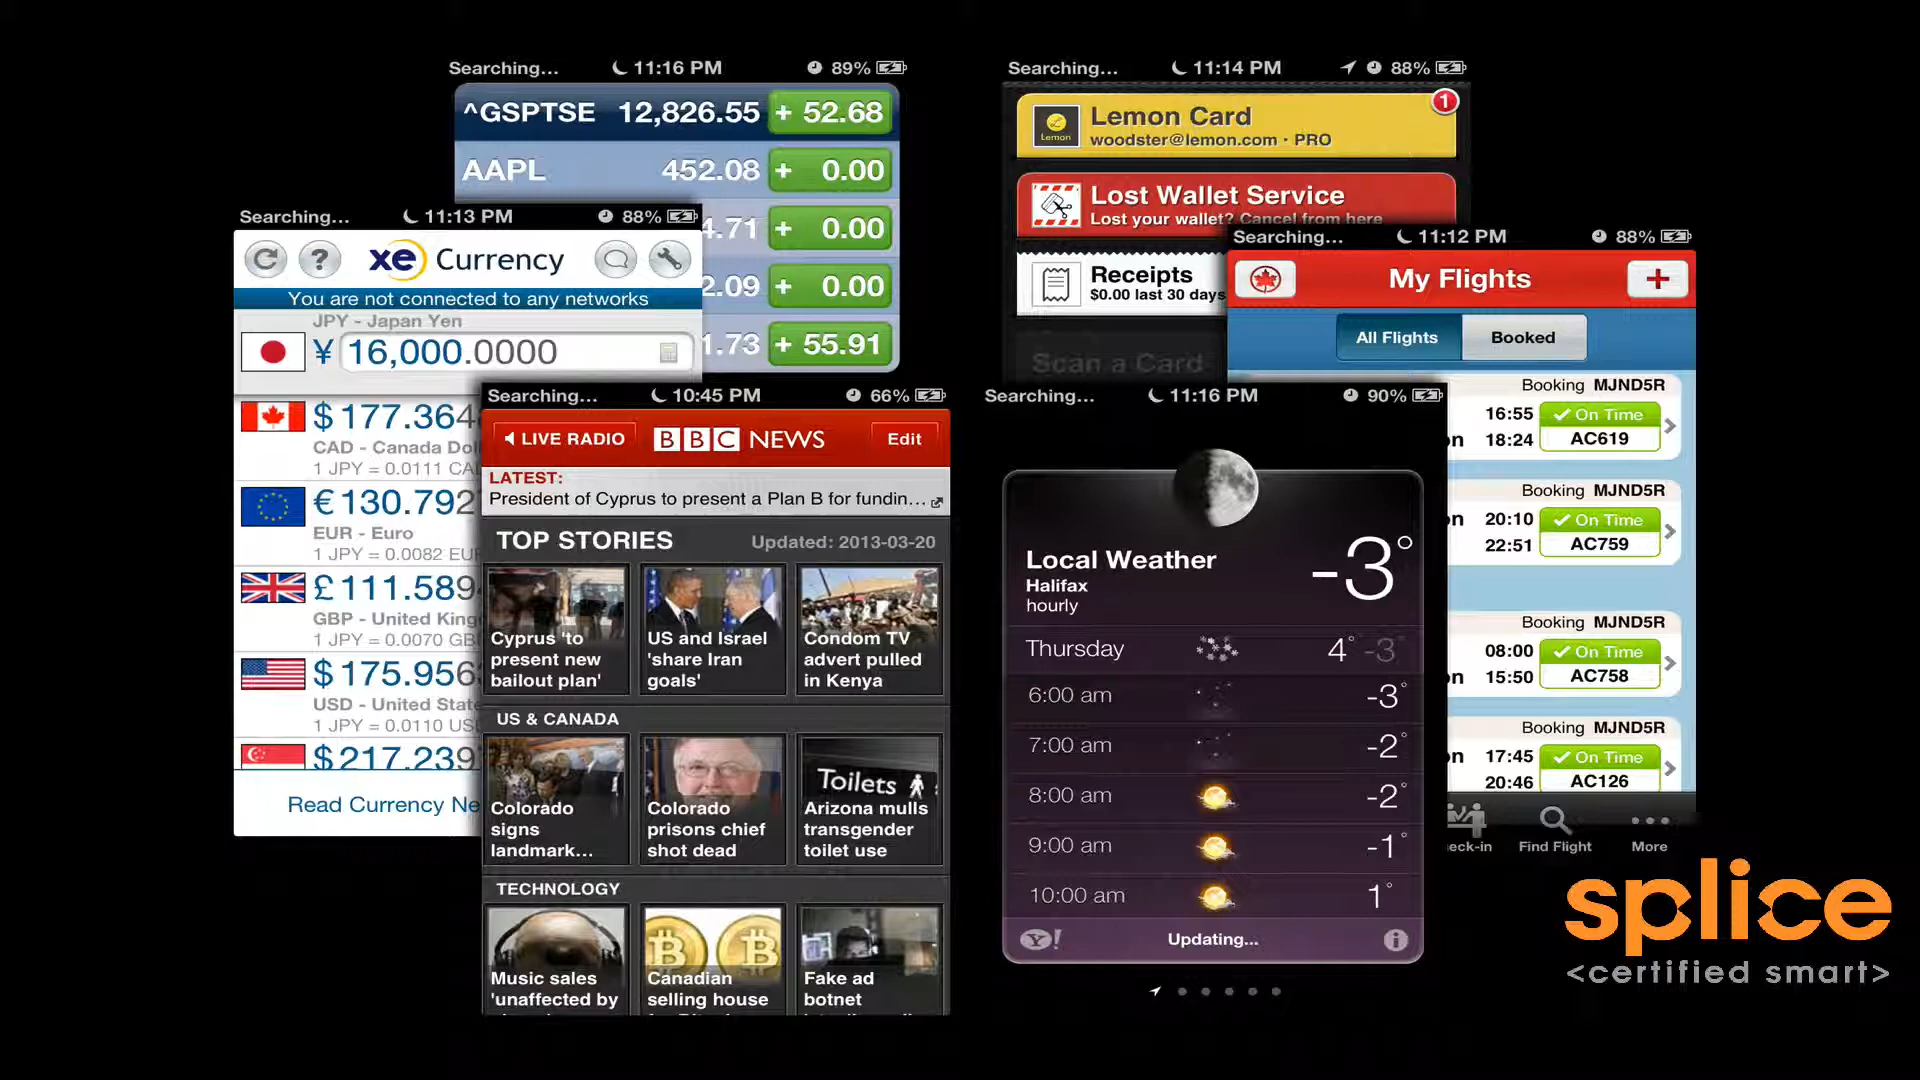 Searching... 11:16 PM 89%
^GSPTSE 12,826.55 + 52.68
AAPL 452.08 + 0.00
4.71 + 0.00
2.09 + 0.00
1.73 + 55.91
Searching... 11:14 PM 88%
1
Lemon
Lemon Card
woodster@lemon.com · PRO
Lost Wallet Service
Lost your wallet? Cancel from here
Receipts
$0.00 last 30 days
Scan a Card
Searching... 11:13 PM 88%
xe Currency
You are not connected to any networks
JPY - Japan Yen
¥ 16,000.0000
$ 177.364
CAD - Canada Dol
1 JPY = 0.0111 CA
€ 130.792
EUR - Euro
1 JPY = 0.0082 EU
£ 111.589
GBP - United King
1 JPY = 0.0070 GB
$ 175.956
USD - United State
1 JPY = 0.0110 US
$ 217.239
Read Currency Ne
Searching... 11:12 PM 88%
My Flights
+
All Flights Booked
Booking MJND5R
16:55 On Time
on 18:24 AC619
Booking MJND5R
on 20:10 On Time
22:51 AC759
Booking MJND5R
08:00 On Time
on 15:50 AC758
Booking MJND5R
on 17:45 On Time
20:46 AC126
eck-in Find Flight More
Searching... 10:45 PM 66%
LIVE RADIO BBC NEWS Edit
LATEST:
President of Cyprus to present a Plan B for fundin...
TOP STORIES Updated: 2013-03-20
Cyprus 'to
present new
bailout plan'
US and Israel
'share Iran
goals'
Condom TV
advert pulled
in Kenya
US & CANADA
Colorado
signs
landmark...
Colorado
prisons chief
shot dead
Toilets
Arizona mulls
transgender
toilet use
TECHNOLOGY
Music sales
'unaffected by
Canadian
selling house
Fake ad
botnet
Searching... 11:16 PM 90%
Local Weather
Halifax
hourly
-3°
Thursday 4° -3°
6:00 am -3°
7:00 am -2°
8:00 am -2°
9:00 am -1°
10:00 am 1°
Y! Updating... i
splice
<certified smart>